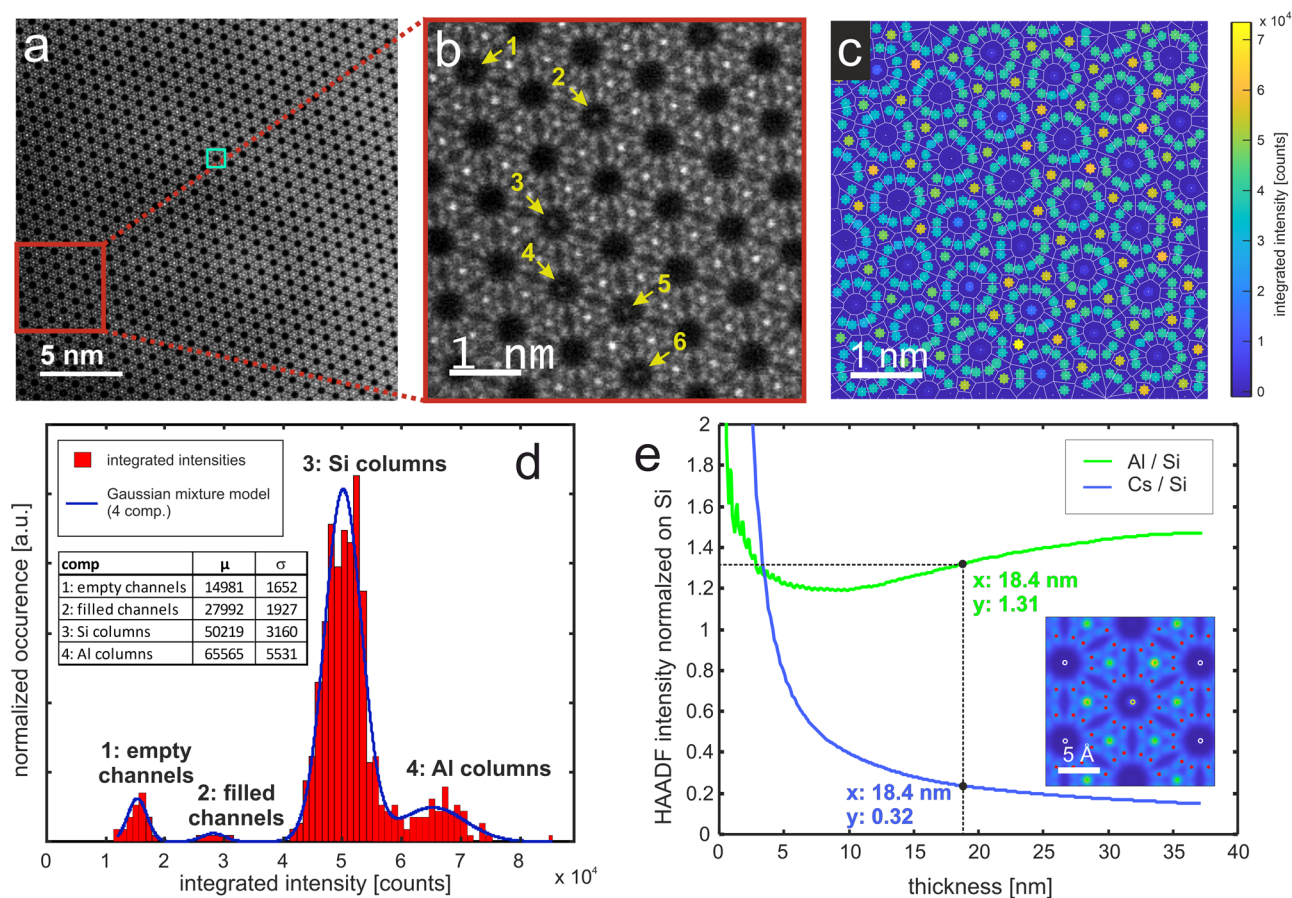 a
5 nm
b
1
2
3
4
5
6
1 nm
c
1 nm
x 10⁴
7
6
5
4
3
2
1
0
integrated intensity [counts]
d
integrated intensities
Gaussian mixture model
(4 comp.)
comp μ σ
1: empty channels 14981 1652
2: filled channels 27992 1927
3: Si columns 50219 3160
4: Al columns 65565 5531
3: Si columns
1: empty
channels
2: filled
channels
4: Al columns
normalized occurence [a.u.]
0 1 2 3 4 5 6 7 8
x 10⁴
integrated intensity [counts]
e
Al / Si
Cs / Si
2
1.8
1.6
1.4
1.2
1
0.8
0.6
0.4
0.2
0
HAADF intensity normalized on Si
x: 18.4 nm
y: 1.31
x: 18.4 nm
y: 0.32
5 Å
0 5 10 15 20 25 30 35 40
thickness [nm]